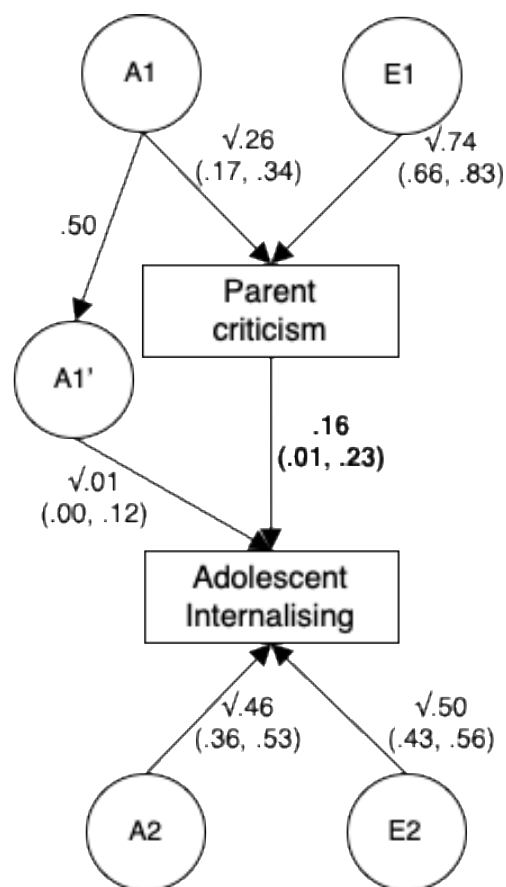 A1
E1
√.26
(.17, .34)
√.74
(.66, .83)
.50
Parent
criticism
A1’
.16
(.01, .23)
√.01
(.00, .12)
Adolescent
Internalising
√.46
(.36, .53)
√.50
(.43, .56)
A2
E2